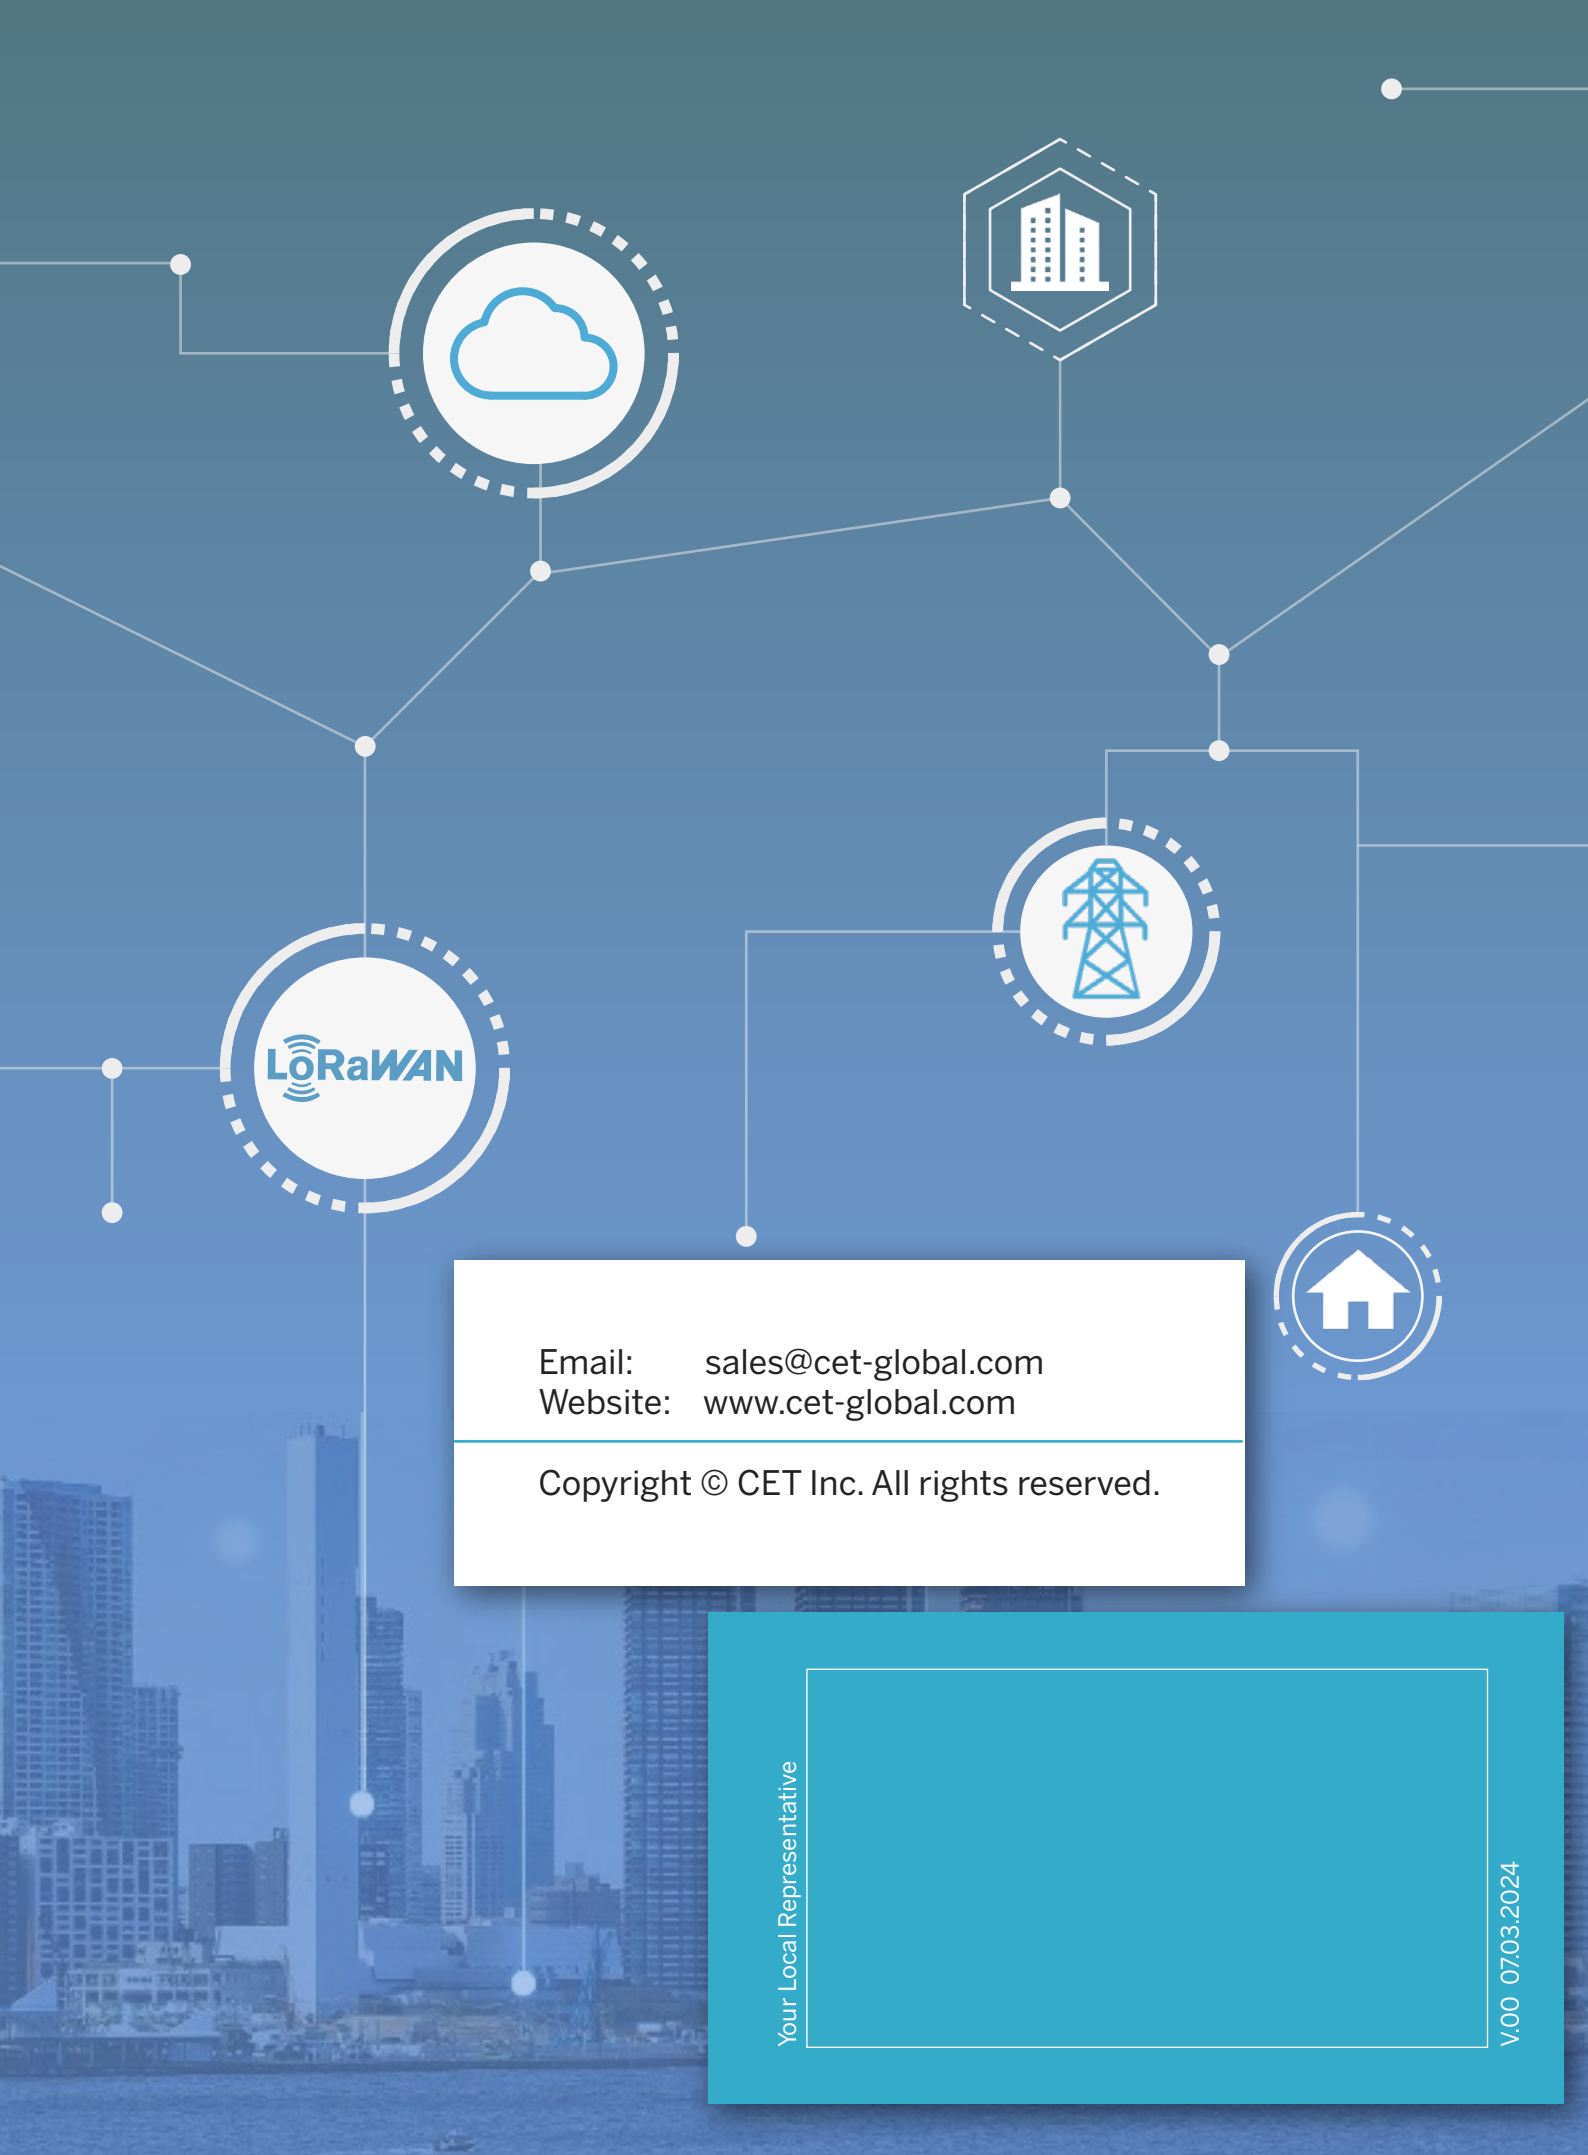 LoRaWAN
Email: sales@cet-global.com
Website: www.cet-global.com
Copyright © CET Inc. All rights reserved.
Your Local Representative
V.00 07.03.2024